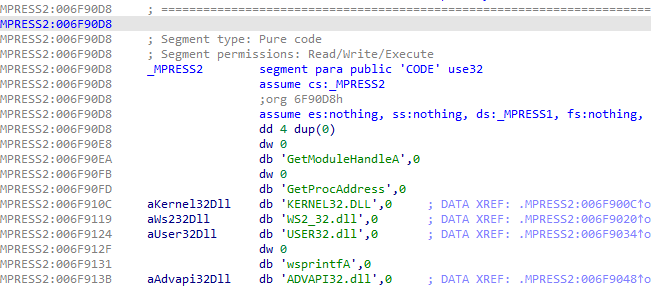 MPRESS2:006F90D8 ; ===========================================================================
MPRESS2:006F90D8
MPRESS2:006F90D8 ; Segment type: Pure code
MPRESS2:006F90D8 ; Segment permissions: Read/Write/Execute
MPRESS2:006F90D8 _MPRESS2 segment para public 'CODE' use32
MPRESS2:006F90D8 assume cs:_MPRESS2
MPRESS2:006F90D8 ;org 6F90D8h
MPRESS2:006F90D8 assume es:nothing, ss:nothing, ds:_MPRESS1, fs:nothing,
MPRESS2:006F90D8 dd 4 dup(0)
MPRESS2:006F90E8 dw 0
MPRESS2:006F90EA db 'GetModuleHandleA',0
MPRESS2:006F90FB dw 0
MPRESS2:006F90FD db 'GetProcAddress',0
MPRESS2:006F910C aKernel32Dll db 'KERNEL32.DLL',0 ; DATA XREF: .MPRESS2:006F900C↑o
MPRESS2:006F9119 aWs232Dll db 'WS2_32.dll',0 ; DATA XREF: .MPRESS2:006F9020↑o
MPRESS2:006F9124 aUser32Dll db 'USER32.dll',0 ; DATA XREF: .MPRESS2:006F9034↑o
MPRESS2:006F912F dw 0
MPRESS2:006F9131 db 'wsprintfA',0
MPRESS2:006F913B aAdvapi32Dll db 'ADVAPI32.dll',0 ; DATA XREF: .MPRESS2:006F9048↑o